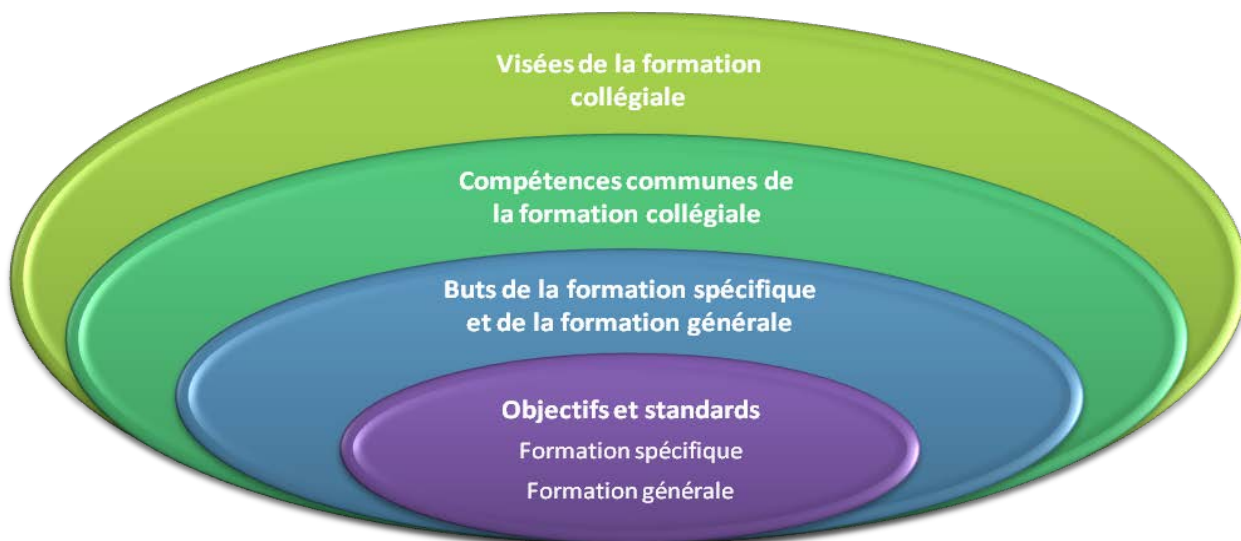 Visées de la formation
collégiale
Compétences communes de
la formation collégiale
Buts de la formation spécifique
et de la formation générale
Objectifs et standards
Formation spécifique
Formation générale